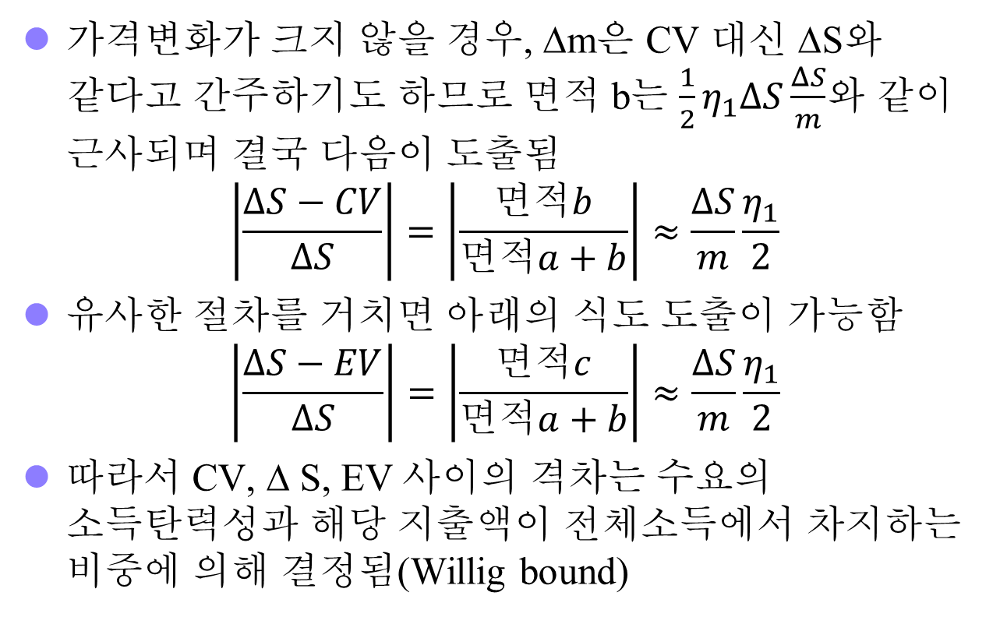 ● 가격변화가 크지 않을 경우, Δm은 CV 대신 ΔS와
같다고 간주하기도 하므로 면적 b는 $\frac{1}{2}\eta_1 \Delta S \frac{\Delta S}{m}$와 같이
근사되며 결국 다음이 도출됨
$\left|\frac{\Delta S - CV}{\Delta S}\right| = \left|\frac{면적b}{면적a + b}\right| \approx \frac{\Delta S}{m}\frac{\eta_1}{2}$
● 유사한 절차를 거치면 아래의 식도 도출이 가능함
$\left|\frac{\Delta S - EV}{\Delta S}\right| = \left|\frac{면적c}{면적a + b}\right| \approx \frac{\Delta S}{m}\frac{\eta_1}{2}$
● 따라서 CV, Δ S, EV 사이의 격차는 수요의
소득탄력성과 해당 지출액이 전체소득에서 차지하는
비중에 의해 결정됨(Willig bound)